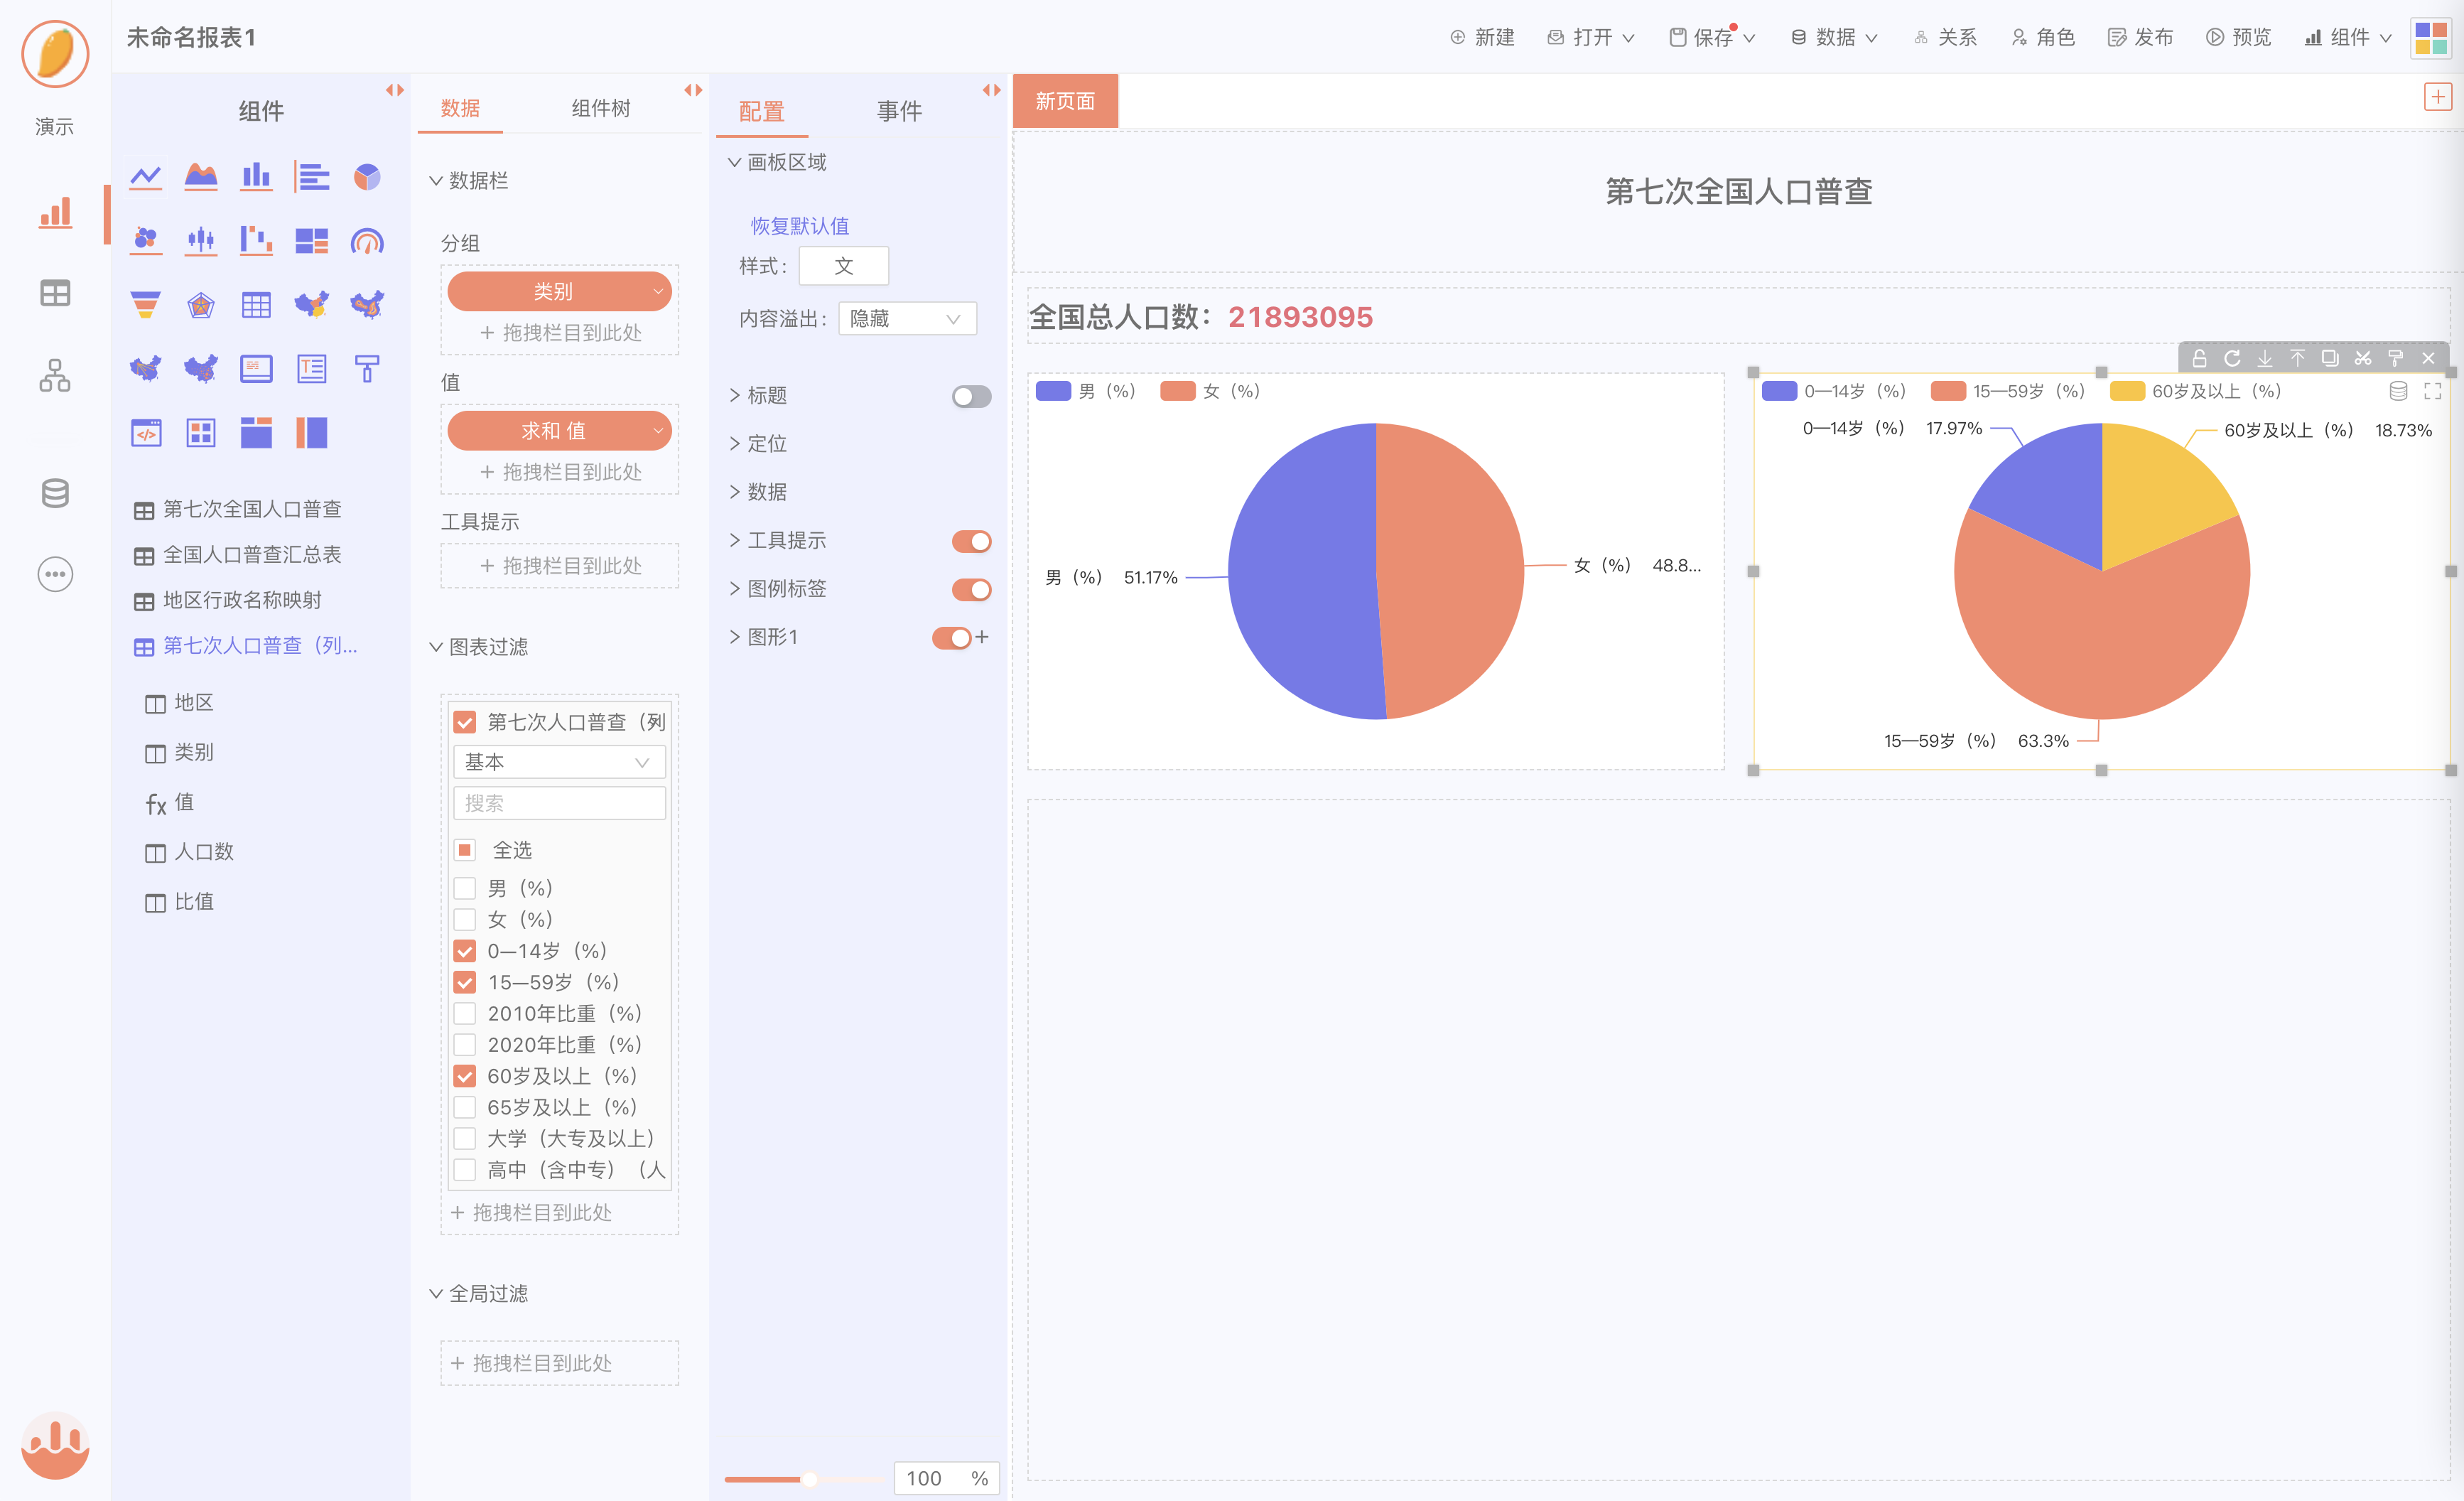 未命名报表1
新建
打开
保存
数据
关系
角色
发布
预览
组件
演示
组件
第七次全国人口普查
全国人口普查汇总表
地区行政名称映射
第七次人口普查（列...
地区
类别
fx 值
人口数
比值
数据
组件树
数据栏
分组
类别
+ 拖拽栏目到此处
值
求和 值
+ 拖拽栏目到此处
工具提示
+ 拖拽栏目到此处
图表过滤
第七次人口普查（列
基本
搜索
全选
男（%）
女（%）
0—14岁（%）
15—59岁（%）
2010年比重（%）
2020年比重（%）
60岁及以上（%）
65岁及以上（%）
大学（大专及以上）
高中（含中专）（人
+ 拖拽栏目到此处
全局过滤
+ 拖拽栏目到此处
配置
事件
画板区域
恢复默认值
样式： 文
内容溢出： 隐藏
标题
定位
数据
工具提示
图例标签
图形1
100 %
新页面
第七次全国人口普查
全国总人口数：21893095
男（%） 女（%）
男（%） 51.17%
女（%） 48.8...
0—14岁（%） 15—59岁（%） 60岁及以上（%）
0—14岁（%） 17.97%
60岁及以上（%） 18.73%
15—59岁（%） 63.3%